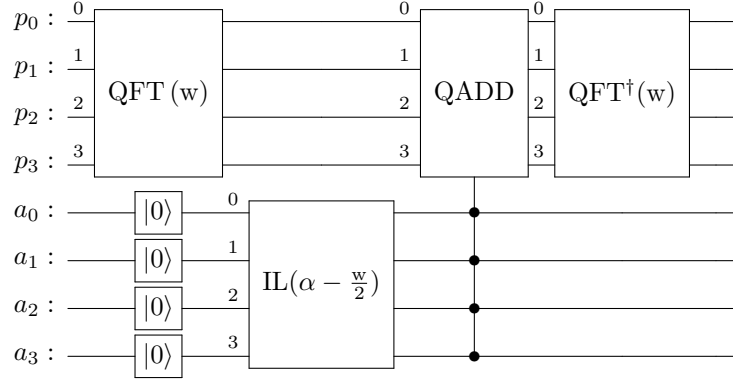 p₀ : 0 0 0
p₁ : 1 1 1
p₂ : 2 QFT (w) 2 QADD 2 QFT†(w)
p₃ : 3 3 3
a₀ : |0⟩ 0
a₁ : |0⟩ 1
IL(α − w/2)
a₂ : |0⟩ 2
a₃ : |0⟩ 3